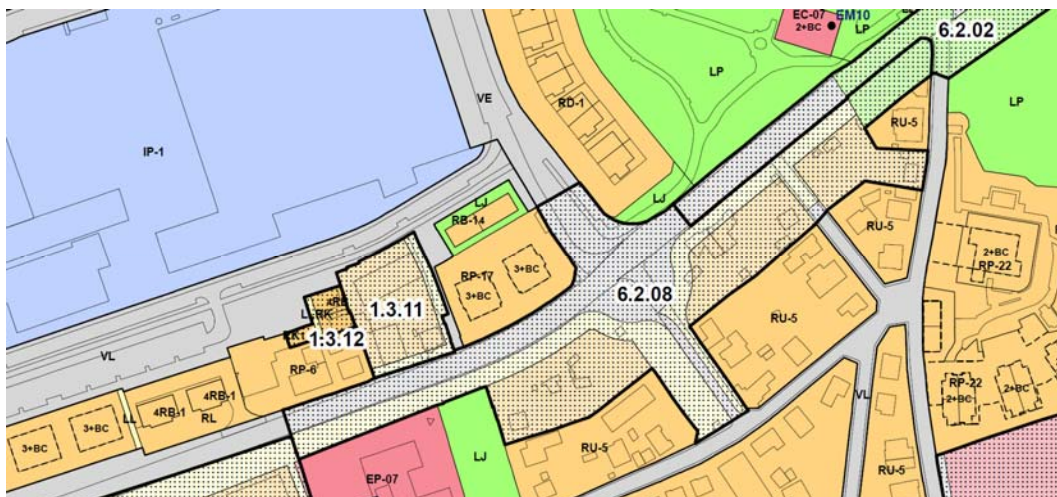 EC-07
EM10
2+BC
LP
6.2.02
LP
VE
RD-1
RU-5
LP
IP-1
LJ
LJ
RB-14
RU-5
2+BC
RP-22
RP-17
3+BC
3+BC
6.2.08
1.3.11
1.3.12
RU-5
VL
RP-6
RP-22
2+BC
2+BC
VL
4RB-1
4RB-1
RL
LL
3+BC
3+BC
RU-5
LJ
EP-07
RU-5